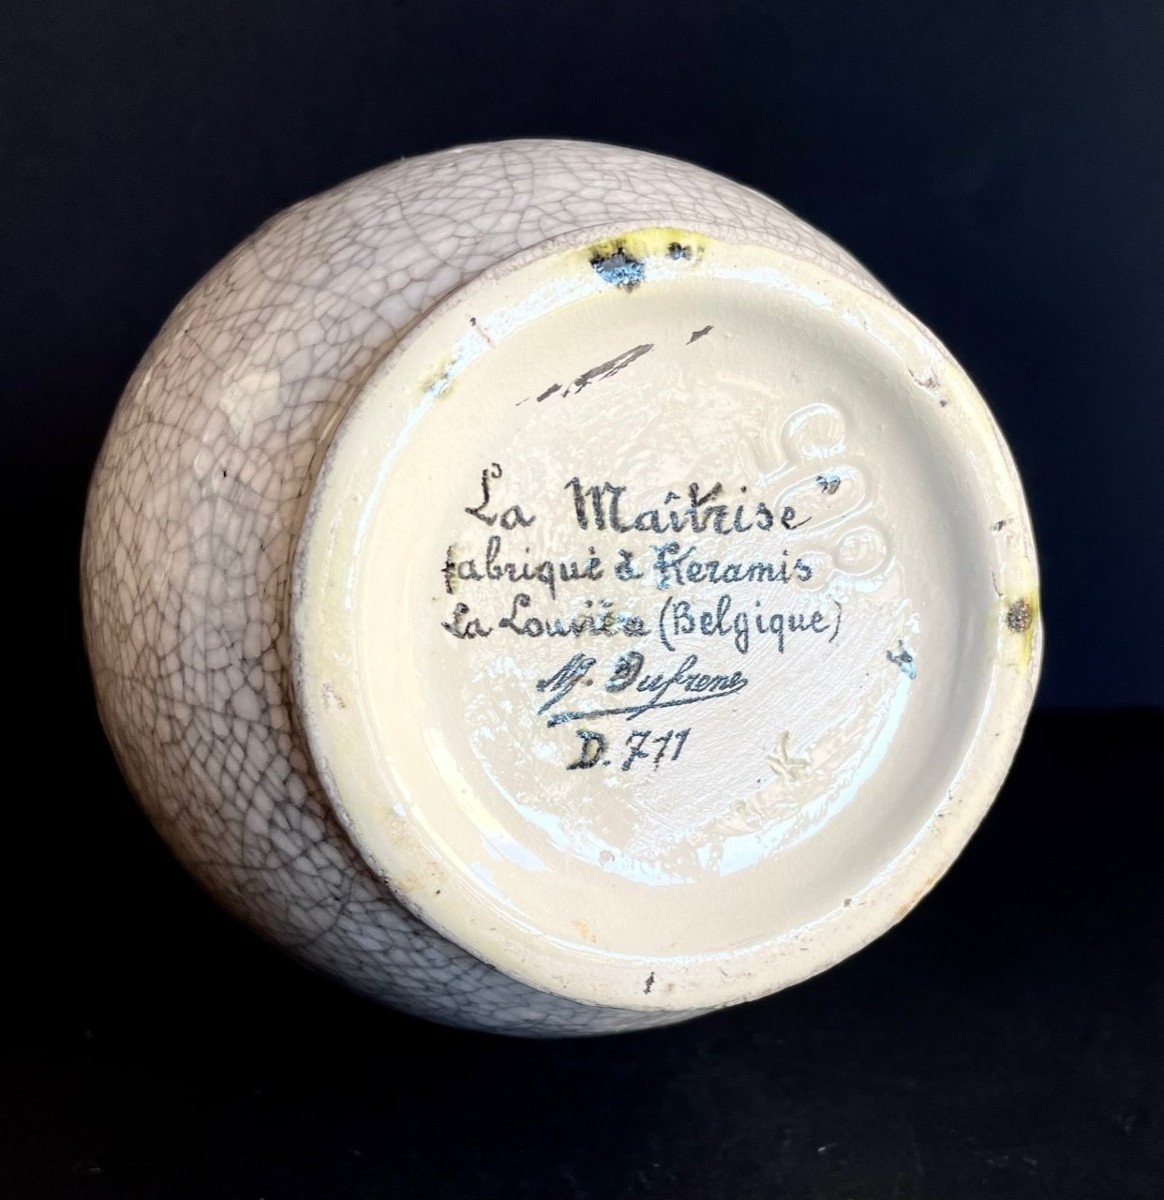 La Maîtrise"
fabriqué à Keramis
La Louvière (Belgique)
M. Dufrene
D. 711
K